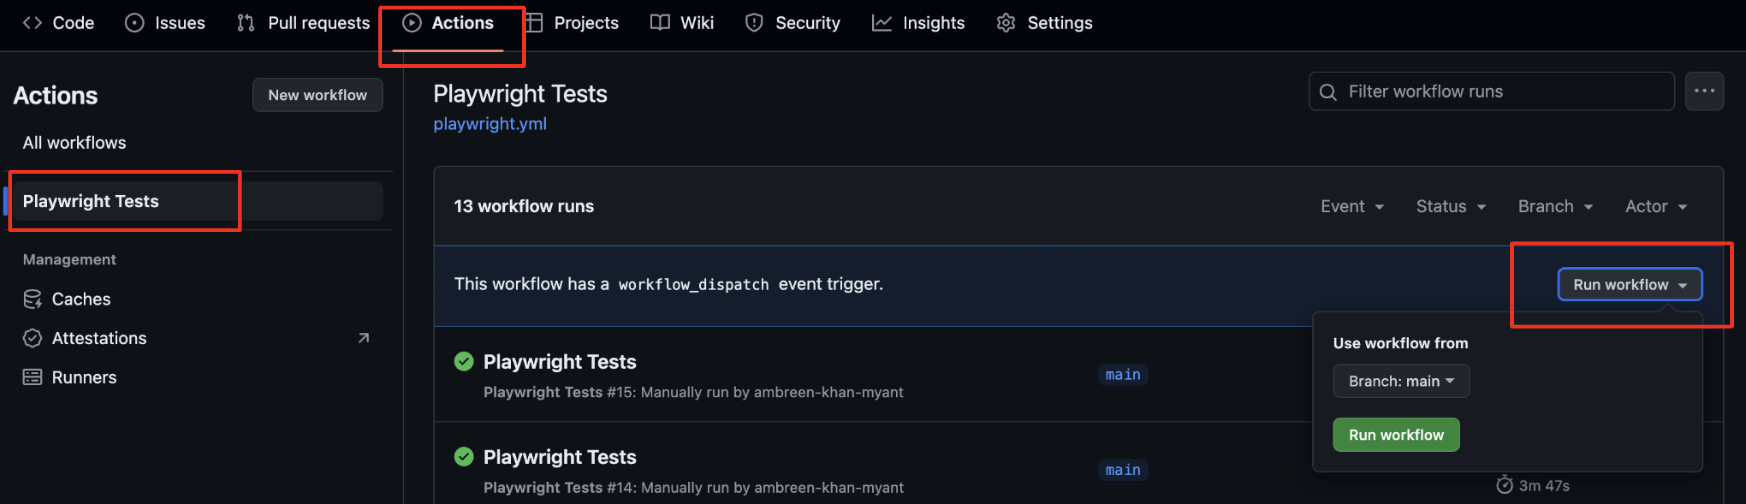 Code Issues Pull requests Actions Projects Wiki Security Insights Settings
Actions
New workflow
All workflows
Playwright Tests
Management
Caches
Attestations
Runners
Playwright Tests
playwright.yml
Filter workflow runs
13 workflow runs
Event Status Branch Actor
This workflow has a workflow_dispatch event trigger.
Run workflow
Use workflow from
Branch: main
Run workflow
Playwright Tests
Playwright Tests #15: Manually run by ambreen-khan-myant
main
Playwright Tests
Playwright Tests #14: Manually run by ambreen-khan-myant
main
3m 47s